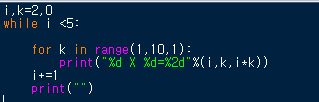 i,k=2,0
while i <5:
for k in range(1,10,1):
print("%d X %d=%2d"%(i,k,i*k))
i+=1
print("")